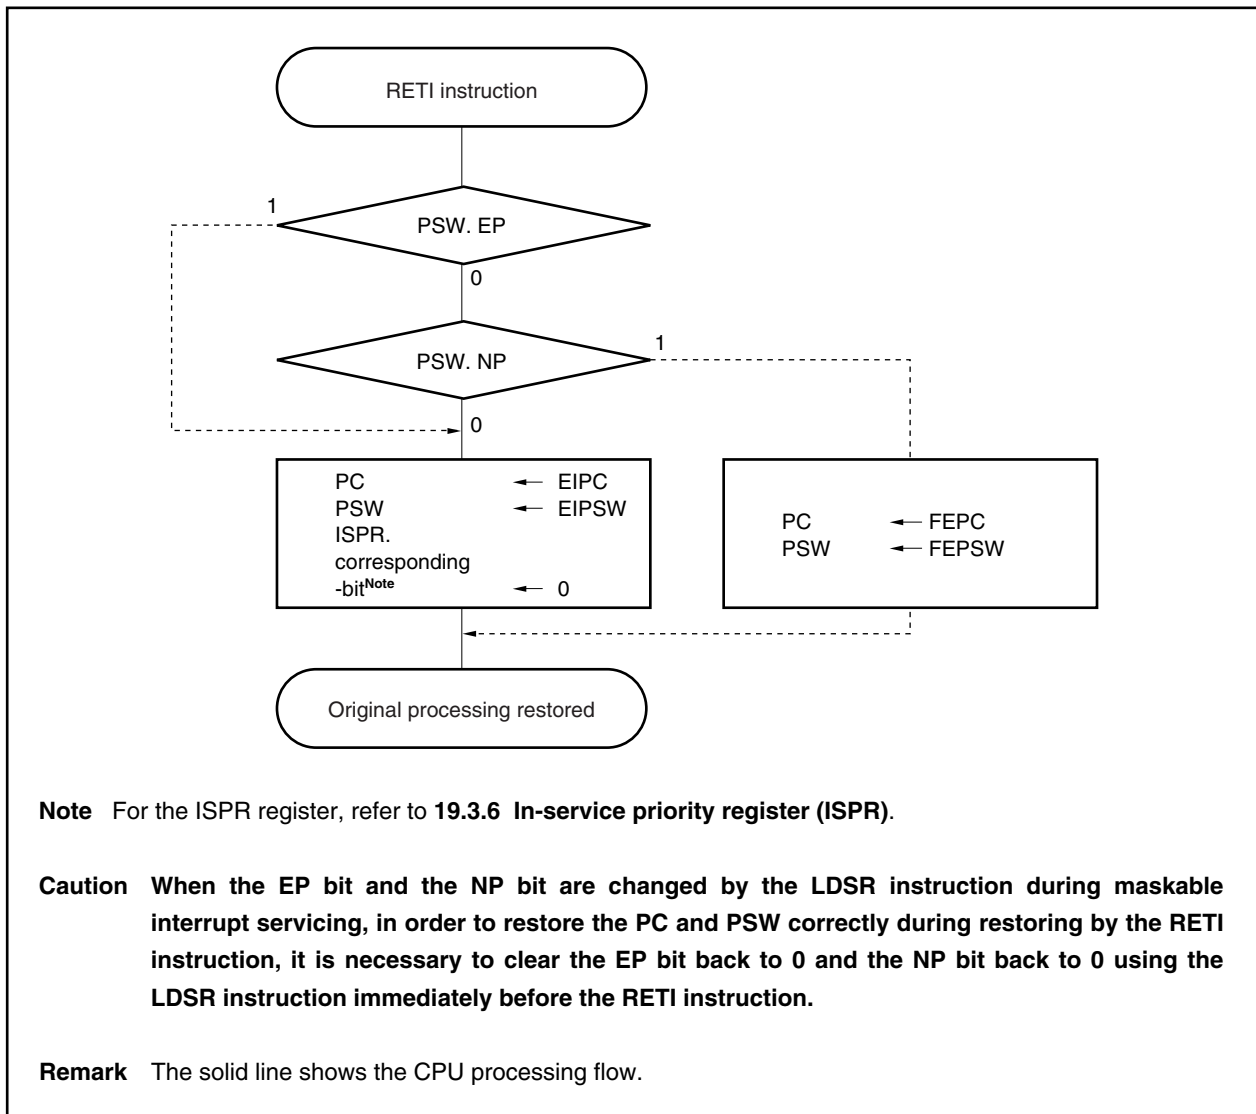 RETI instruction
1
PSW. EP
0
PSW. NP
1
0
PC ← EIPC
PSW ← EIPSW
ISPR.
corresponding
-bitNote ← 0
PC ← FEPC
PSW ← FEPSW
Original processing restored
Note For the ISPR register, refer to 19.3.6 In-service priority register (ISPR).
Caution When the EP bit and the NP bit are changed by the LDSR instruction during maskable
interrupt servicing, in order to restore the PC and PSW correctly during restoring by the RETI
instruction, it is necessary to clear the EP bit back to 0 and the NP bit back to 0 using the
LDSR instruction immediately before the RETI instruction.
Remark The solid line shows the CPU processing flow.